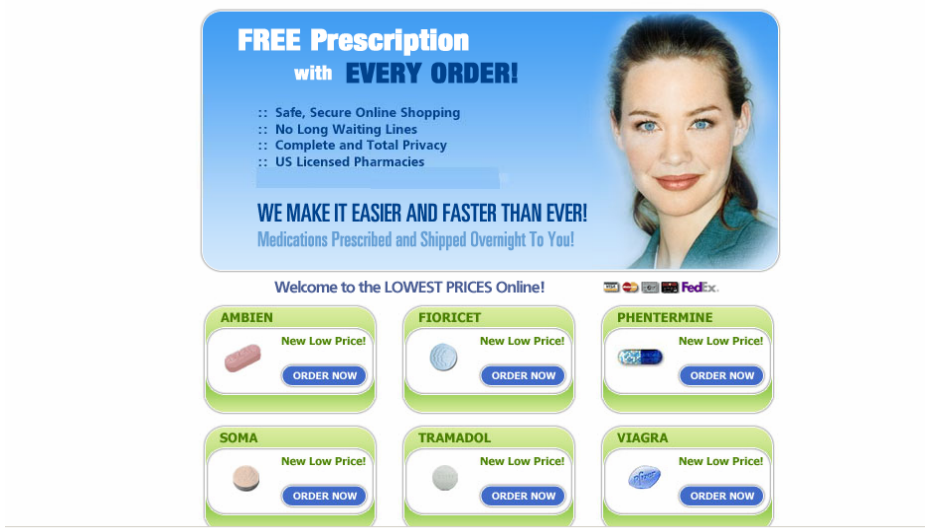 FREE Prescription
with EVERY ORDER!
:: Safe, Secure Online Shopping
:: No Long Waiting Lines
:: Complete and Total Privacy
:: US Licensed Pharmacies
WE MAKE IT EASIER AND FASTER THAN EVER!
Medications Prescribed and Shipped Overnight To You!
Welcome to the LOWEST PRICES Online!
VISA FedEx.
AMBIEN FIORICET PHENTERMINE
New Low Price! New Low Price! New Low Price!
ORDER NOW ORDER NOW ORDER NOW
SOMA TRAMADOL VIAGRA
New Low Price! New Low Price! New Low Price!
Pfizer
ORDER NOW ORDER NOW ORDER NOW